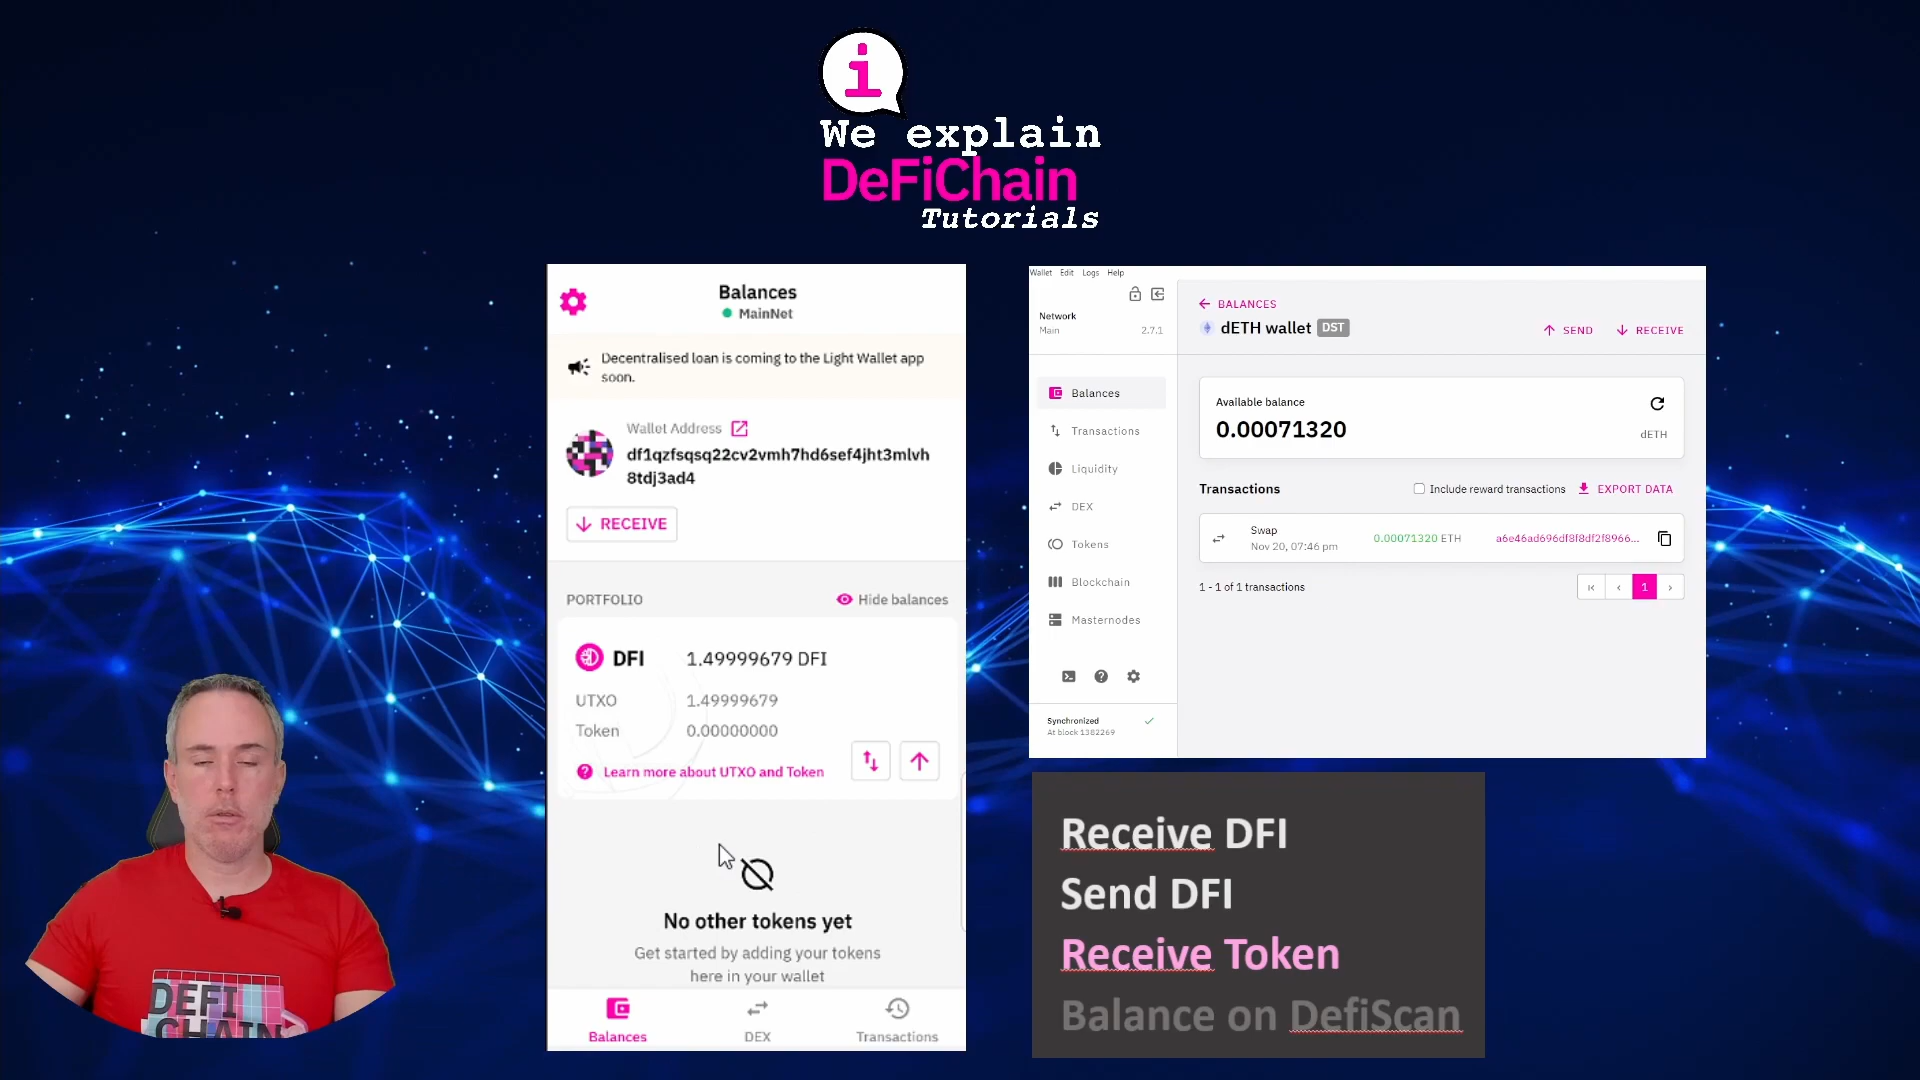 i
We explain
DeFiChain
Tutorials
Balances
MainNet
Decentralised loan is coming to the Light Wallet app
soon.
Wallet Address
df1qzfsqsq22cv2vmh7hd6sef4jht3mlvh
8tdj3ad4
RECEIVE
PORTFOLIO
Hide balances
DFI
1.49999679 DFI
UTXO
1.49999679
Token
0.00000000
Learn more about UTXO and Token
No other tokens yet
Get started by adding your tokens
here in your wallet
Balances
DEX
Transactions
Wallet Edit Logs Help
Network
Main
2.7.1
Balances
Transactions
Liquidity
DEX
Tokens
Blockchain
Masternodes
Synchronized
At block 1382269
BALANCES
dETH wallet DST
SEND
RECEIVE
Available balance
0.00071320
dETH
Transactions
Include reward transactions
EXPORT DATA
Swap
Nov 20, 07:46 pm
0.00071320 ETH
a6e46ad696df8f8df2f8966...
1 - 1 of 1 transactions
1
Receive DFI
Send DFI
Receive Token
Balance on DefiScan
DEFI
CHAIN